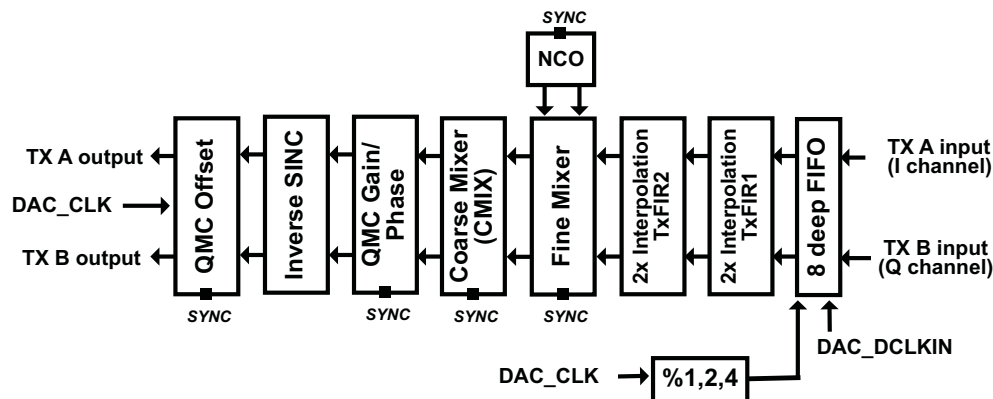 SYNC
NCO
TX A output
DAC_CLK
TX B output
QMC Offset
Inverse SINC
QMC Gain/
Phase
Coarse Mixer
(CMIX)
Fine Mixer
2x Interpolation
TxFIR2
2x Interpolation
TxFIR1
8 deep FIFO
TX A input
(I channel)
TX B input
(Q channel)
SYNC
SYNC
SYNC
SYNC
DAC_DCLKIN
DAC_CLK
%1,2,4